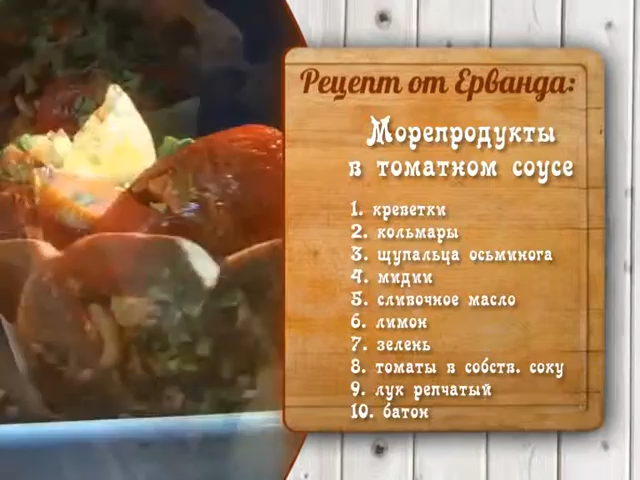 Рецепт от Ерванда:
Морепродукты
в томатном соусе
1. креветки
2. кольмары
3. щупальца осьминога
4. мидии
5. сливочное масло
6. лимон
7. зелень
8. томаты в собств. соку
9. лук репчатый
10. батон